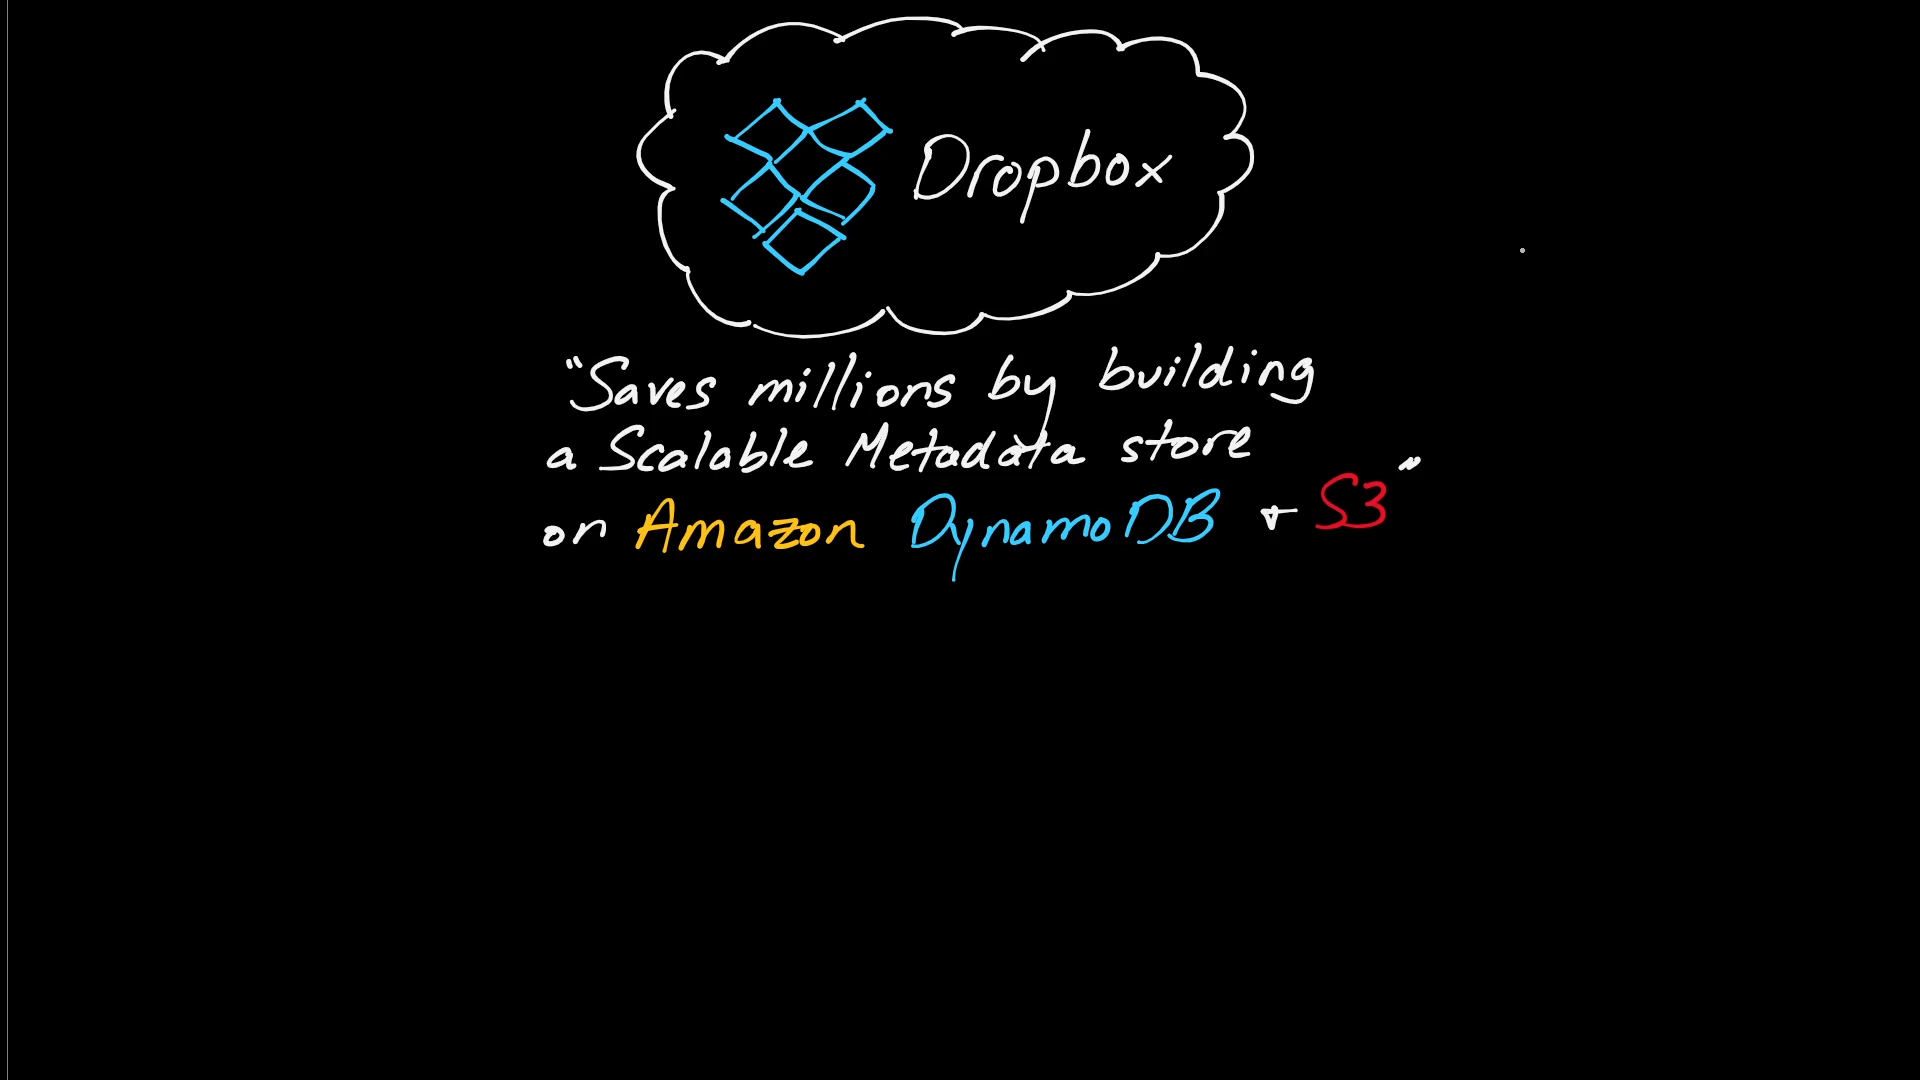 Dropbox
"Saves millions by building
a Scalable Metadata store
on Amazon DynamoDB + S3"